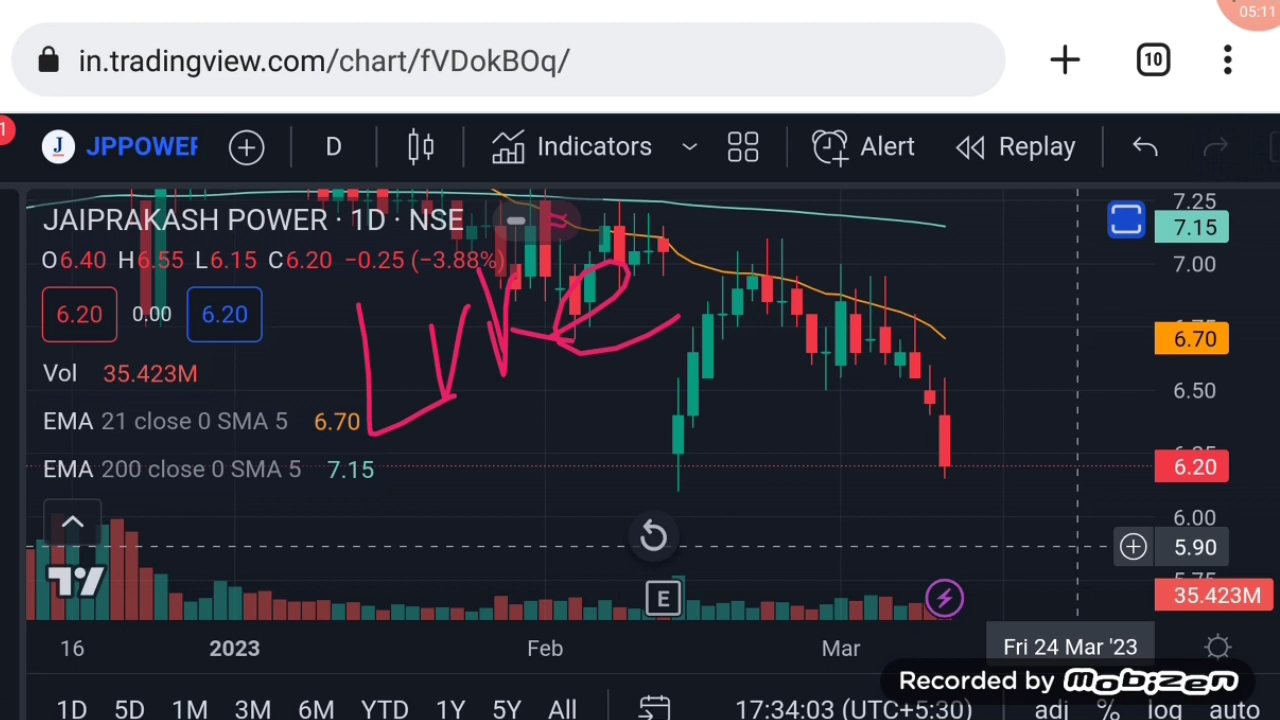 05:11
in.tradingview.com/chart/fVDokBOq/
10
1
J JPPOWER D Indicators Alert Replay
JAIPRAKASH POWER · 1D · NSE
O6.40 H6.55 L6.15 C6.20 −0.25 (−3.88%)
6.20 0.00 6.20
Vol 35.423M
EMA 21 close 0 SMA 5 6.70
EMA 200 close 0 SMA 5 7.15
7.25
7.15
7.00
6.70
6.50
6.20
6.00
5.90
5.75
35.423M
E
16 2023 Feb Mar Fri 24 Mar '23
Recorded by mobizen
1D 5D 1M 3M 6M YTD 1Y 5Y All 17:34:03 (UTC+5:30) adj % log auto